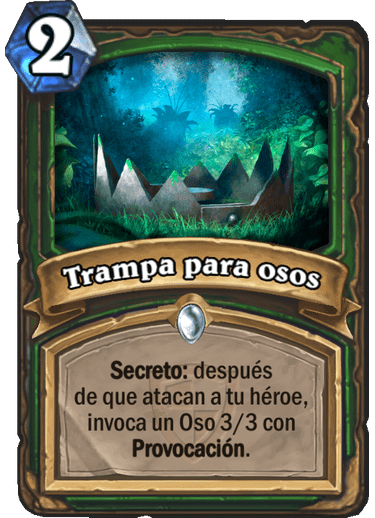 2
Trampa para osos
Secreto: después
de que atacan a tu héroe,
invoca un Oso 3/3 con
Provocación.